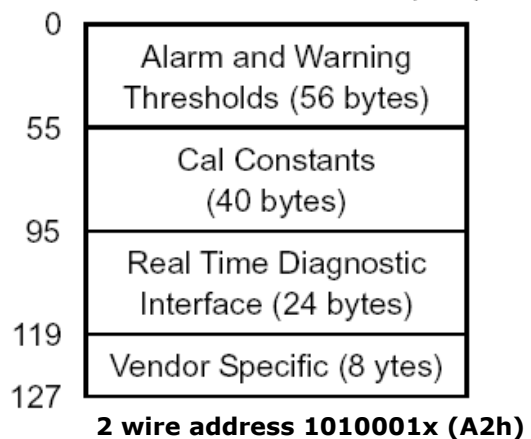 0
Alarm and Warning
Thresholds (56 bytes)
55
Cal Constants
(40 bytes)
95
Real Time Diagnostic
Interface (24 bytes)
119
Vendor Specific (8 ytes)
127
2 wire address 1010001x (A2h)